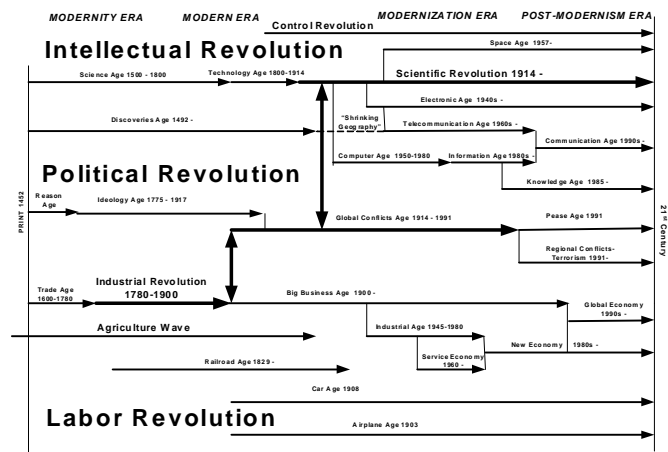 MODERNITY ERA
MODERN ERA
MODERNIZATION ERA
POST-MODERNISM ERA
Control Revolution
Intellectual Revolution
Space Age 1957-
Science Age 1500 - 1800
Technology Age 1800-1914
Scientific Revolution 1914 -
Electronic Age 1940s -
Discoveries Age 1492 -
"Shrinking
Geography"
Telecommunication Age 1960s -
Communication Age 1990s -
Computer Age 1950-1980
Information Age 1980s -
Political Revolution
Knowledge Age 1985 -
PRINT 1452
Reason
Age
Ideology Age 1775 - 1917
Global Conflicts Age 1914 - 1991
Pease Age 1991
21st Century
Regional Conflicts-
Terrorism 1991-
Trade Age
1600-1780
Industrial Revolution
1780-1900
Big Business Age 1900 -
Global Economy
1990s -
Agriculture Wave
Industrial Age 1945-1980
New Economy 1980s -
Service Economy
1960 -
Railroad Age 1829 -
Car Age 1908
Labor Revolution
Airplane Age 1903